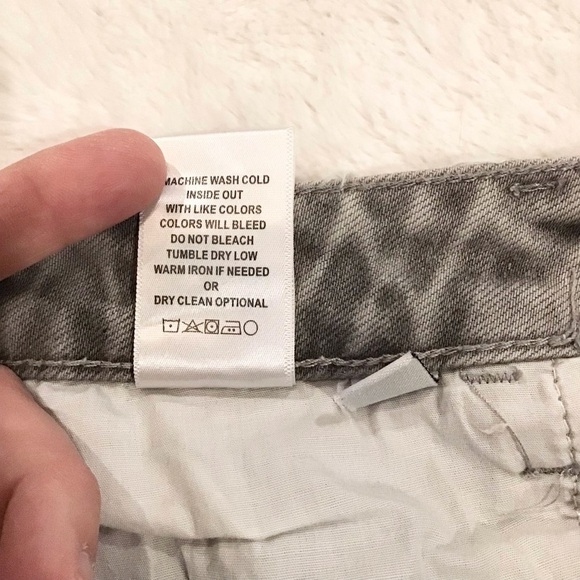 MACHINE WASH COLD
INSIDE OUT
WITH LIKE COLORS
COLORS WILL BLEED
DO NOT BLEACH
TUMBLE DRY LOW
WARM IRON IF NEEDED
OR
DRY CLEAN OPTIONAL